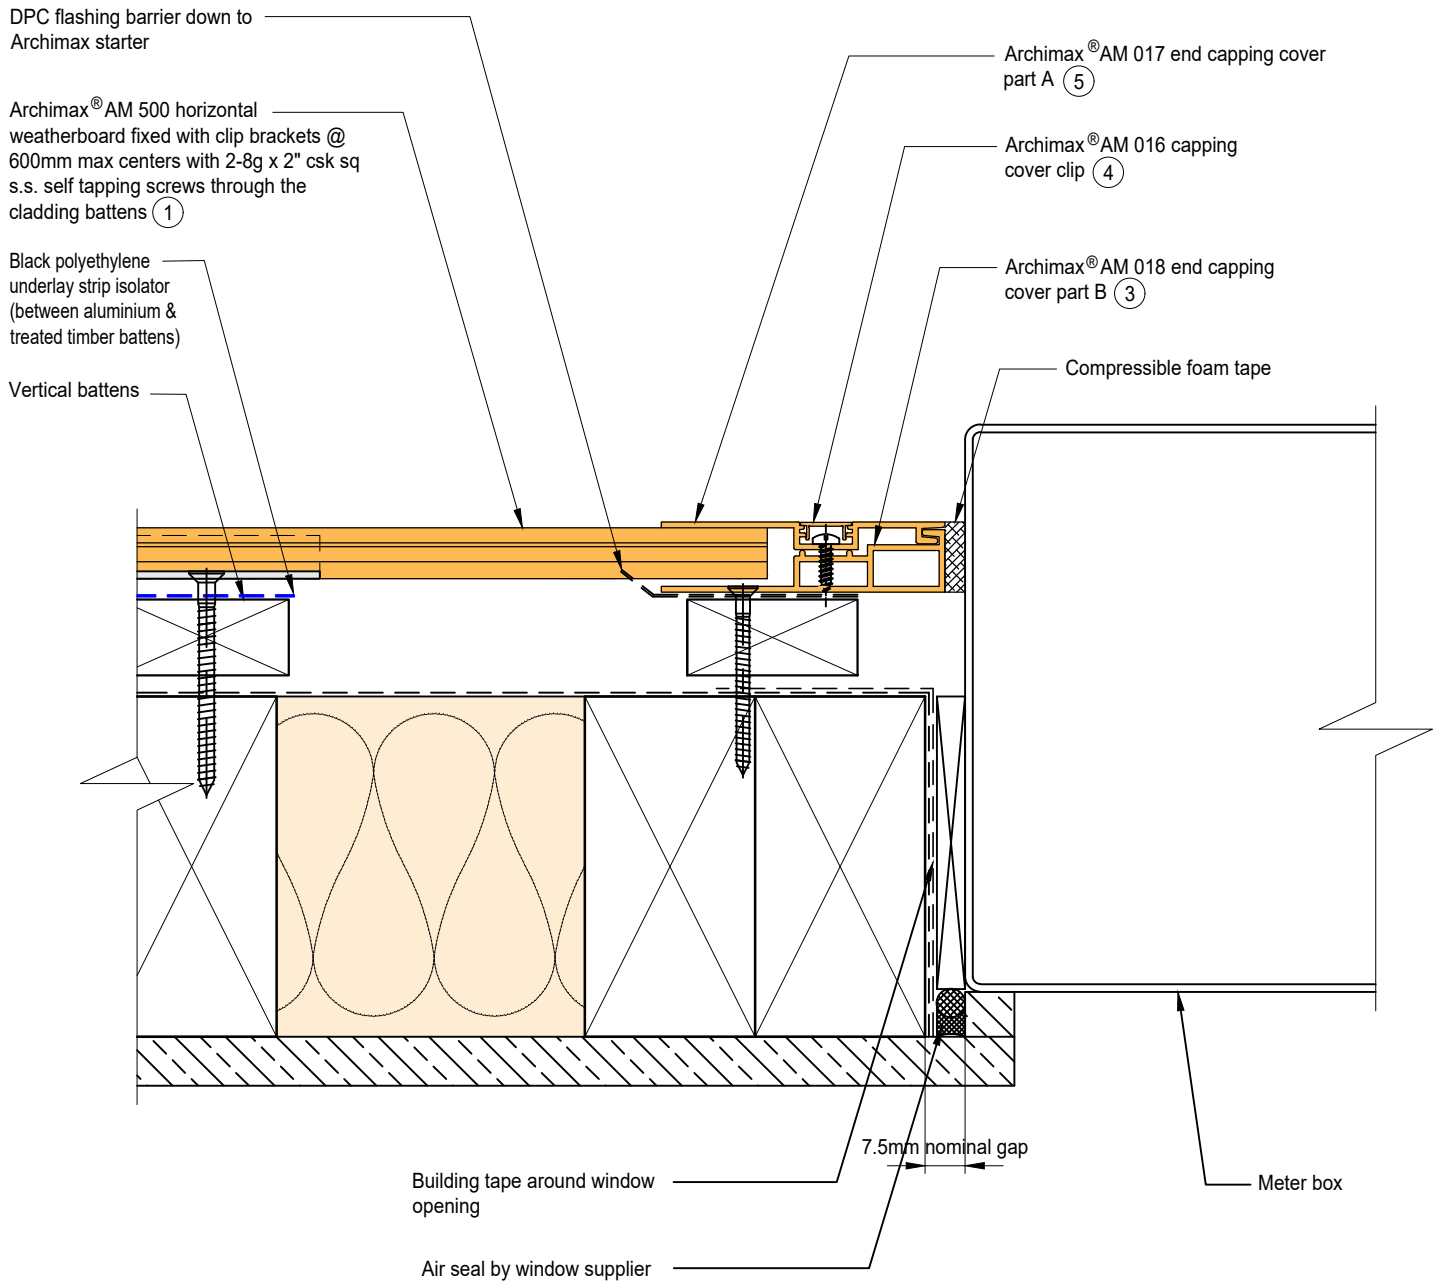 DPC flashing barrier down to
Archimax starter
Archimax® AM 500 horizontal
weatherboard fixed with clip brackets @
600mm max centers with 2-8g x 2" csk sq
s.s. self tapping screws through the
cladding battens 1
Black polyethylene
underlay strip isolator
(between aluminium &
treated timber battens)
Vertical battens
Archimax® AM 017 end capping cover
part A 5
Archimax® AM 016 capping
cover clip 4
Archimax® AM 018 end capping
cover part B 3
Compressible foam tape
7.5mm nominal gap
Building tape around window
opening
Meter box
Air seal by window supplier